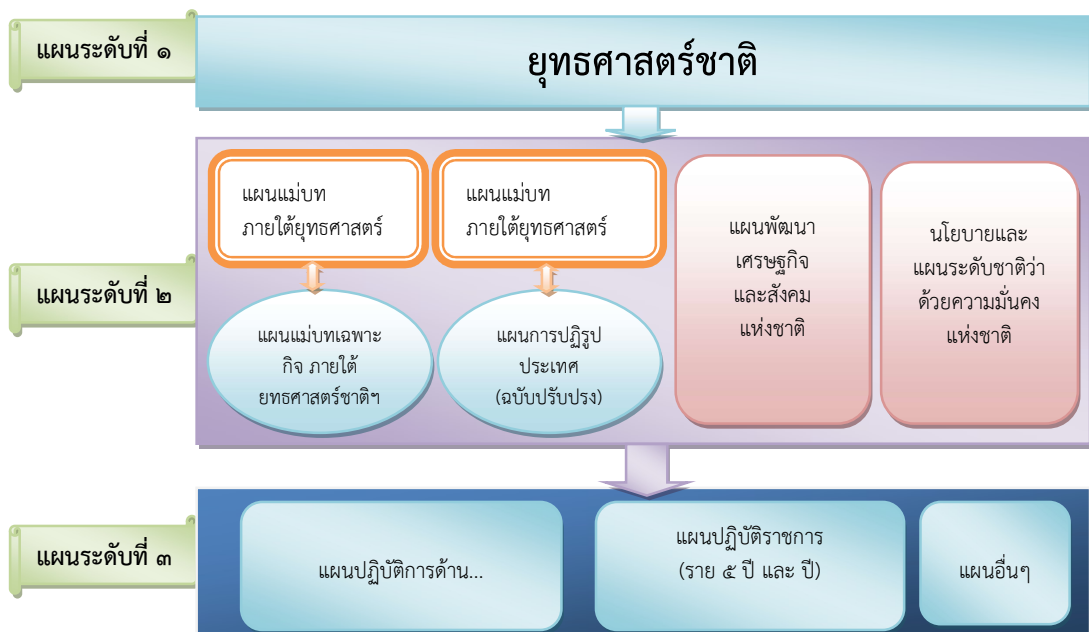 แผนระดับที่ ๑
ยุทธศาสตร์ชาติ
แผนระดับที่ ๒
แผนแม่บท
ภายใต้ยุทธศาสตร์
แผนแม่บท
ภายใต้ยุทธศาสตร์
แผนแม่บทเฉพาะ
กิจ ภายใต้
ยทธศาสตร์ชาติฯ
แผนการปฏิรูป
ประเทศ
(ฉบับปรับปรง)
แผนพัฒนา
เศรษฐกิจ
และสังคม
แห่งชาติ
นโยบายและ
แผนระดับชาติว่า
ด้วยความมั่นคง
แห่งชาติ
แผนระดับที่ ๓
แผนปฏิบัติการด้าน...
แผนปฏิบัติราชการ
(ราย ๕ ปี และ ปี)
แผนอื่นๆ